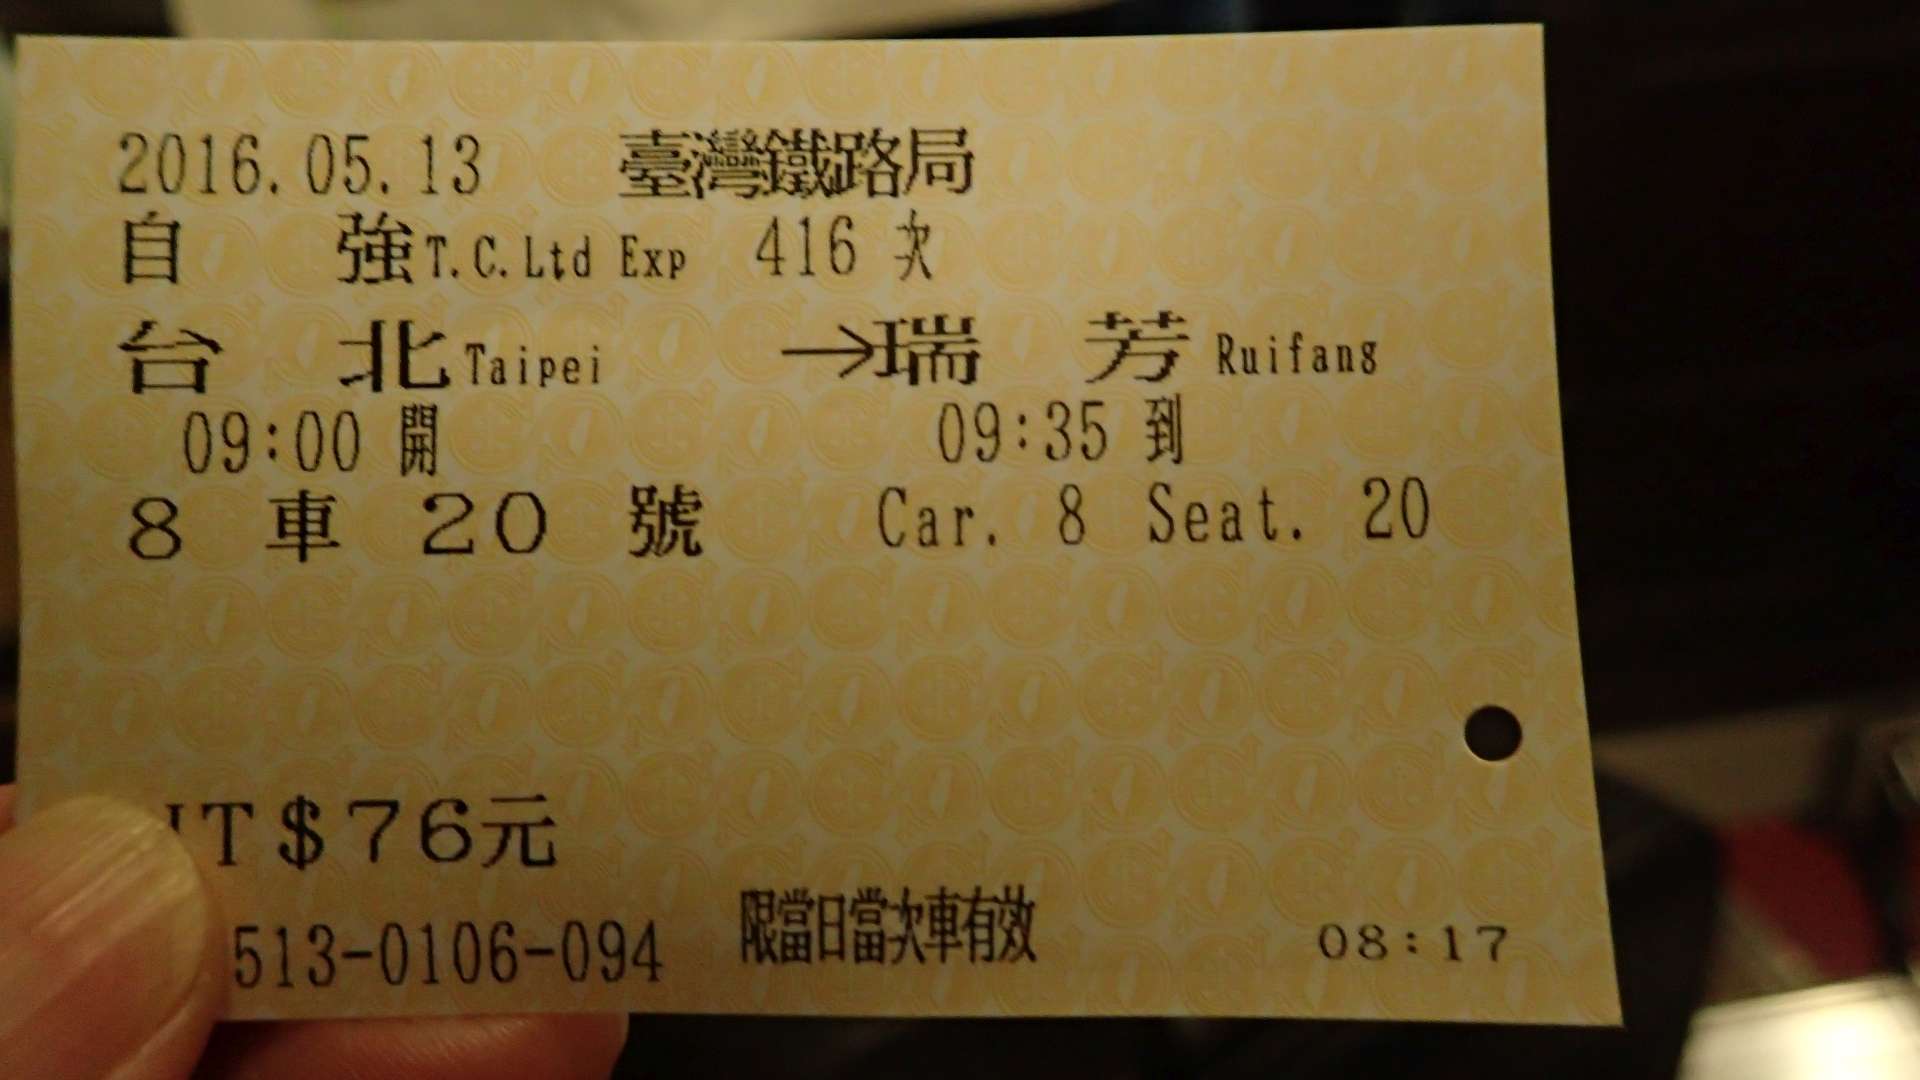 2016.05.13 臺灣鐵路局
自 強 T.C.Ltd Exp 416 次
台 北 Taipei →瑞 芳 Ruifang
09:00 開 09:35 到
8 車 20 號 Car. 8 Seat. 20
T$76元
513-0106-094 限當日當次車有效 08:17